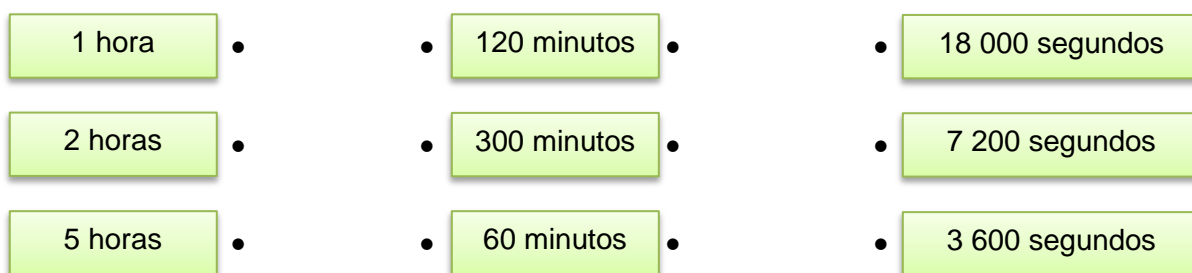 1 hora
120 minutos
18 000 segundos
2 horas
300 minutos
7 200 segundos
5 horas
60 minutos
3 600 segundos